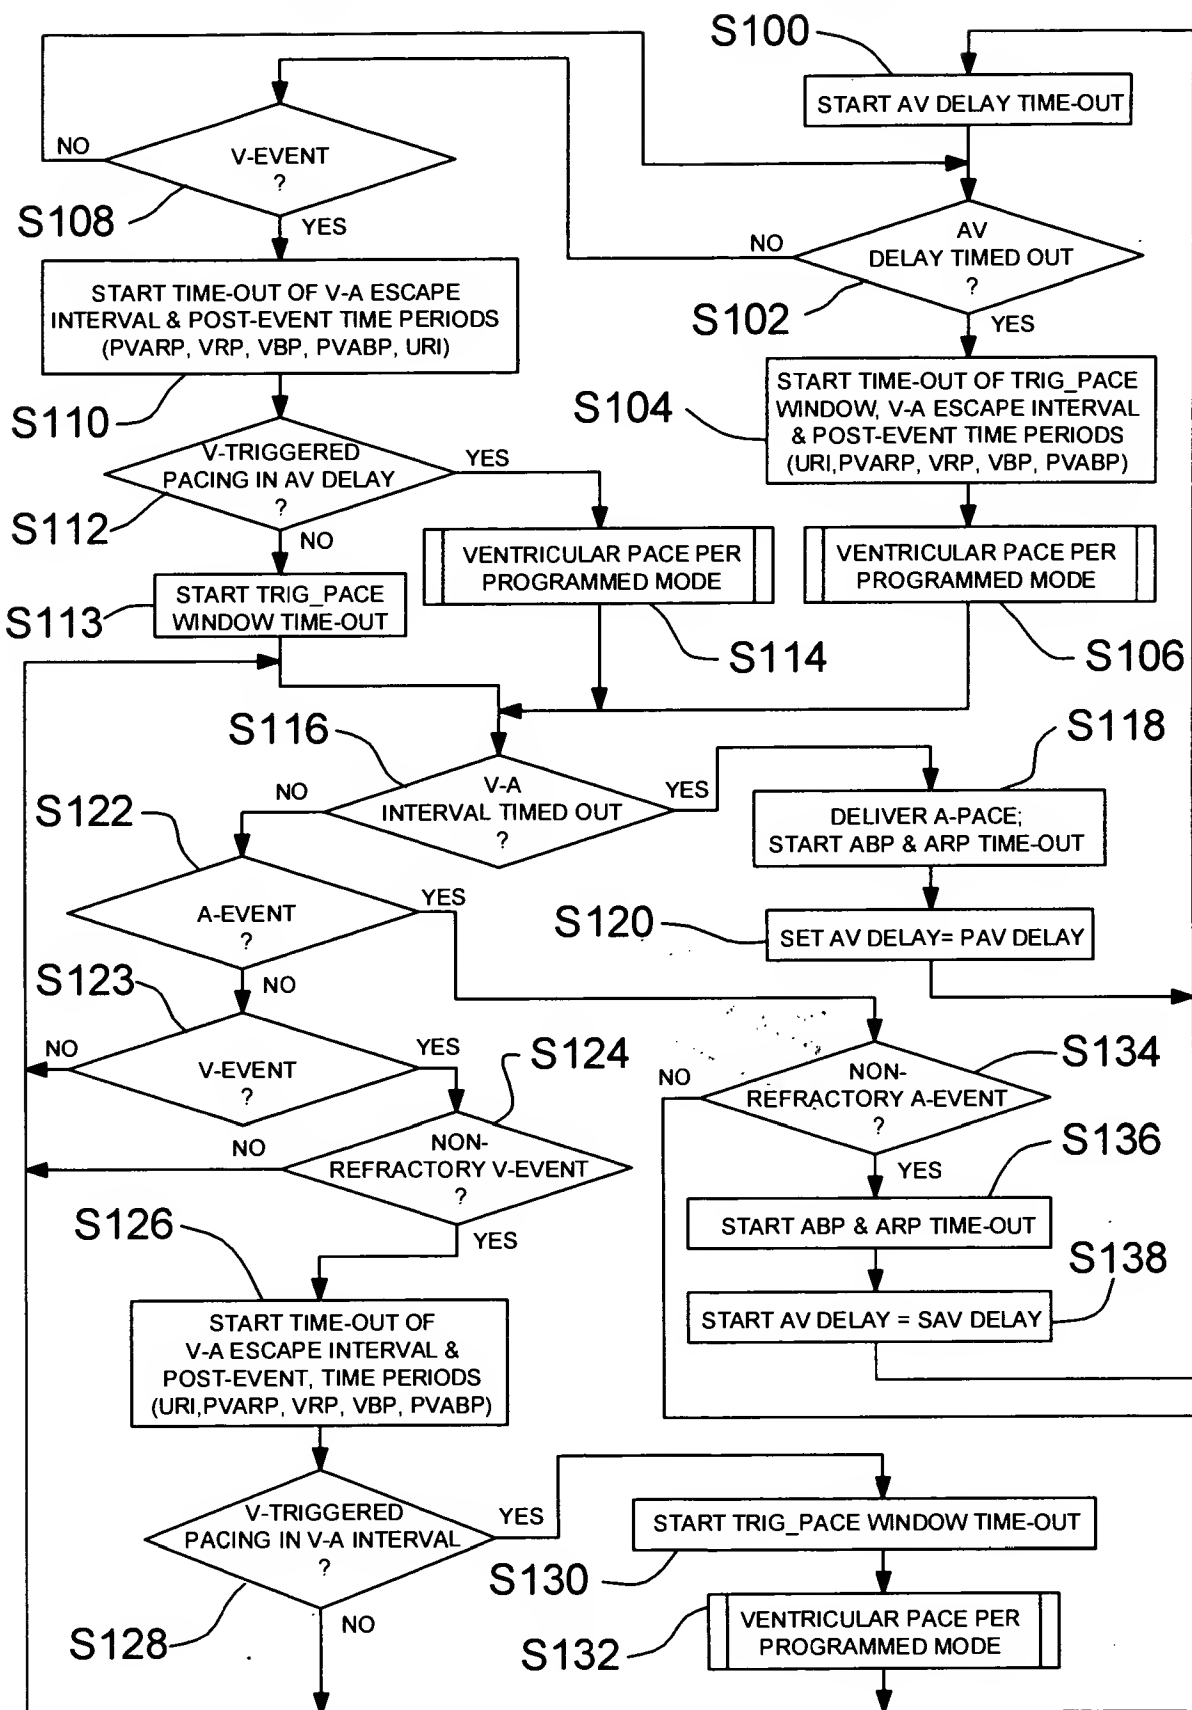 S100
START AV DELAY TIME-OUT
NO
V-EVENT
?
S108
YES
AV
DELAY TIMED OUT
?
NO
S102
YES
START TIME-OUT OF V-A ESCAPE
INTERVAL & POST-EVENT TIME PERIODS
(PVARP, VRP, VBP, PVABP, URI)
S110
S104
START TIME-OUT OF TRIG_PACE
WINDOW, V-A ESCAPE INTERVAL
& POST-EVENT TIME PERIODS
(URI,PVARP, VRP, VBP, PVABP)
V-TRIGGERED
PACING IN AV DELAY
?
YES
S112
NO
VENTRICULAR PACE PER
PROGRAMMED MODE
VENTRICULAR PACE PER
PROGRAMMED MODE
S113
START TRIG_PACE
WINDOW TIME-OUT
S114
S106
S116
V-A
INTERVAL TIMED OUT
?
NO
YES
S118
DELIVER A-PACE;
START ABP & ARP TIME-OUT
S122
A-EVENT
?
YES
NO
S120
SET AV DELAY= PAV DELAY
S123
NO
V-EVENT
?
YES
S124
NON-
REFRACTORY V-EVENT
?
NO
YES
S134
NO
NON-
REFRACTORY A-EVENT
?
YES
S136
START ABP & ARP TIME-OUT
S138
START AV DELAY = SAV DELAY
S126
START TIME-OUT OF
V-A ESCAPE INTERVAL &
POST-EVENT, TIME PERIODS
(URI,PVARP, VRP, VBP, PVABP)
V-TRIGGERED
PACING IN V-A INTERVAL
?
YES
S128
NO
START TRIG_PACE WINDOW TIME-OUT
S130
VENTRICULAR PACE PER
PROGRAMMED MODE
S132